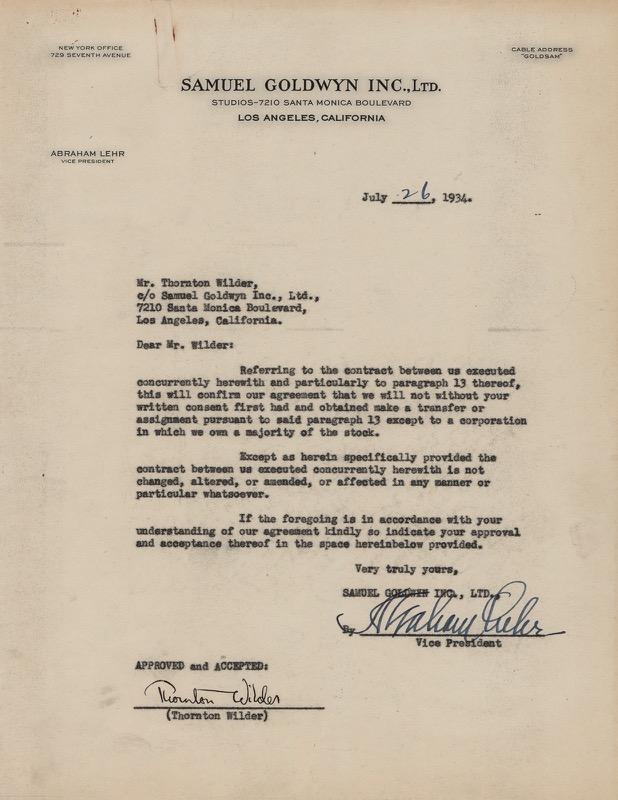 NEW YORK OFFICE
729 SEVENTH AVENUE
CABLE ADDRESS
"GOLDSAM"
SAMUEL GOLDWYN INC., LTD.
STUDIOS-7210 SANTA MONICA BOULEVARD
LOS ANGELES, CALIFORNIA
ABRAHAM LEHR
VICE PRESIDENT
July 26, 1934.
Mr. Thornton Wilder,
c/o Samuel Goldwyn Inc., Ltd.,
7210 Santa Monica Boulevard,
Los Angeles, California.
Dear Mr. Wilder:
Referring to the contract between us executed
concurrently herewith and particularly to paragraph 13 thereof,
this will confirm our agreement that we will not without your
written consent first had and obtained make a transfer or
assignment pursuant to said paragraph 13 except to a corporation
in which we own a majority of the stock.
Except as herein specifically provided the
contract between us executed concurrently herewith is not
changed, altered, or amended, or affected in any manner or
particular whatsoever.
If the foregoing is in accordance with your
understanding of our agreement kindly so indicate your approval
and acceptance thereof in the space hereinbelow provided.
Very truly yours,
SAMUEL GOLDWYN INC., LTD.,
By Abraham Lehr
Vice President
APPROVED and ACCEPTED:
Thornton Wilder
(Thornton Wilder)